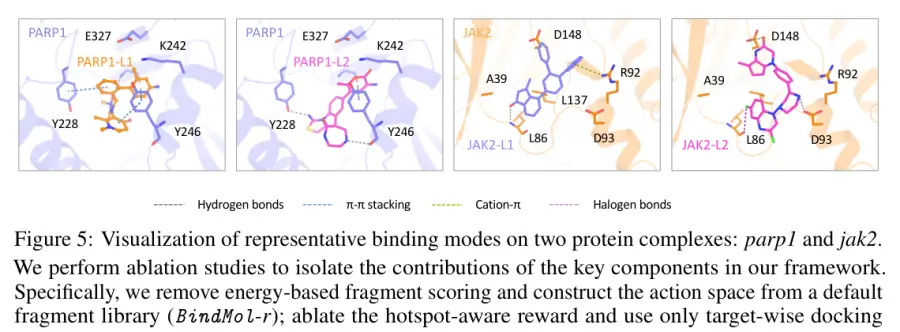 PARP1
E327
K242
PARP1-L1
Y228
Y246
PARP1
E327
K242
PARP1-L2
Y228
Y246
JAK2
D148
A39
R92
L137
JAK2-L1
L86
D93
D148
A39
R92
JAK2-L2
L86
D93
Hydrogen bonds
π-π stacking
Cation-π
Halogen bonds
Figure 5: Visualization of representative binding modes on two protein complexes: parp1 and jak2.
We perform ablation studies to isolate the contributions of the key components in our framework.
Specifically, we remove energy-based fragment scoring and construct the action space from a default
fragment library (BindMol-r); ablate the hotspot-aware reward and use only target-wise docking